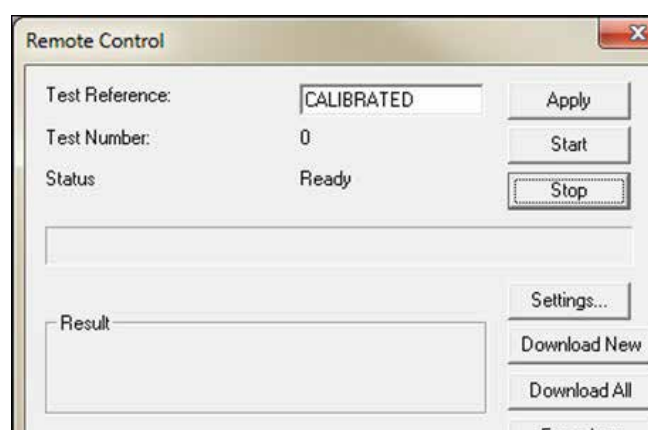 Remote Control
Test Reference: CALIBRATED Apply
Test Number: 0 Start
Status Ready Stop
Settings...
Result
Download New
Download All